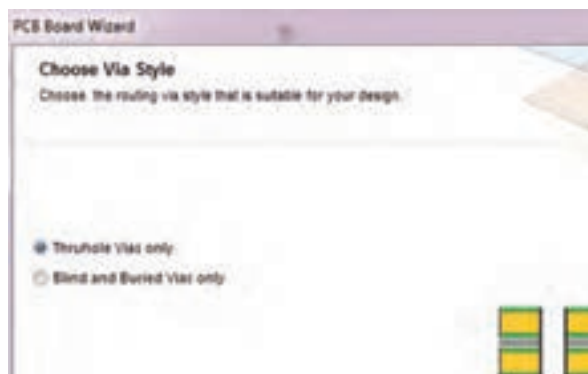 PCB Board Wizard
Choose Via Style
Choose the routing via style that is suitable for your design.
Thruhole Vias only
Blind and Buried Vias only